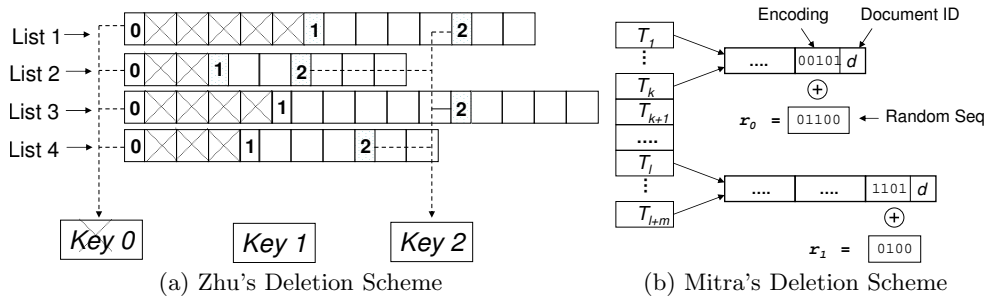 List 1
0 1 2
List 2
0 1 2
List 3
0 1 2
List 4
0 1 2
Key 0
Key 1
Key 2
(a) Zhu's Deletion Scheme
Encoding
Document ID
T1
⋮
Tk
Tk+1
....
Tl
⋮
Tl+m
.... 00101 d
r0 = 01100
Random Seq
.... .... 1101 d
r1 = 0100
(b) Mitra's Deletion Scheme